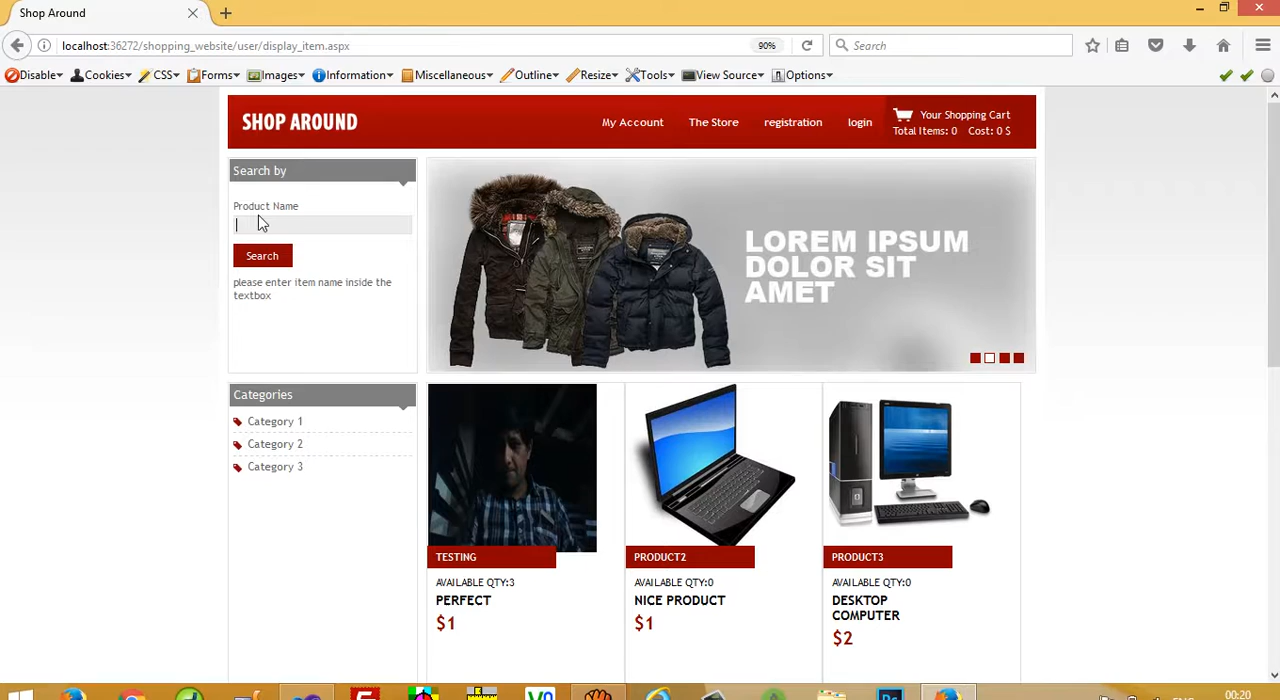 Shop Around
localhost:36272/shopping_website/user/display_item.aspx
90%
Search
Disable Cookies CSS Forms Images Information Miscellaneous Outline Resize Tools View Source Options
SHOP AROUND
My Account The Store registration login
Your Shopping Cart
Total Items: 0 Cost: 0 $
Search by
Product Name
Search
please enter item name inside the
textbox
LOREM IPSUM
DOLOR SIT
AMET
Categories
Category 1
Category 2
Category 3
TESTING
AVAILABLE QTY:3
PERFECT
$1
PRODUCT2
AVAILABLE QTY:0
NICE PRODUCT
$1
PRODUCT3
AVAILABLE QTY:0
DESKTOP
COMPUTER
$2
00:20